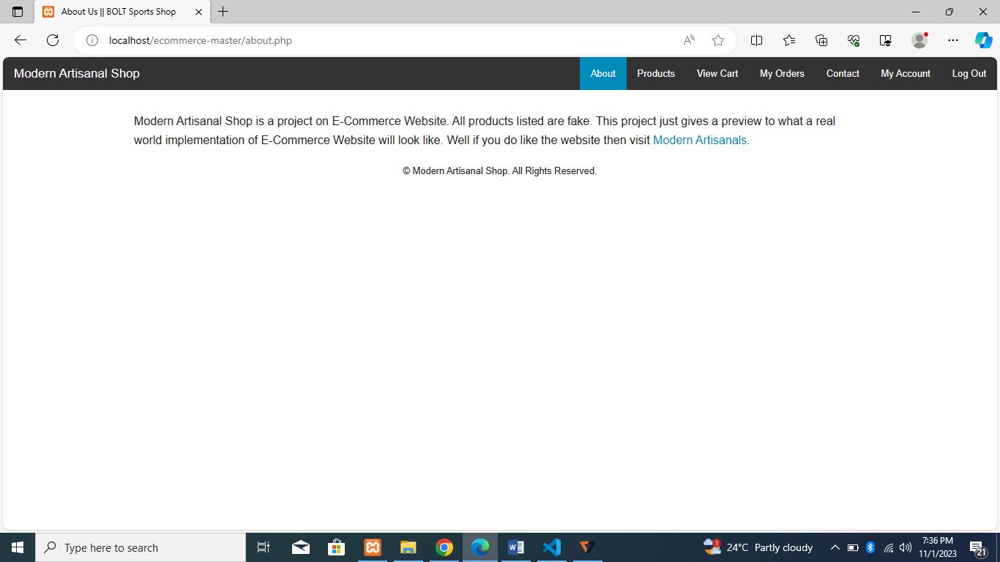 About Us || BOLT Sports Shop
localhost/ecommerce-master/about.php
Modern Artisanal Shop
About
Products
View Cart
My Orders
Contact
My Account
Log Out
Modern Artisanal Shop is a project on E-Commerce Website. All products listed are fake. This project just gives a preview to what a real
world implementation of E-Commerce Website will look like. Well if you do like the website then visit Modern Artisanals.
© Modern Artisanal Shop. All Rights Reserved.
Type here to search
1
24°C Partly cloudy
7:36 PM
11/1/2023
21